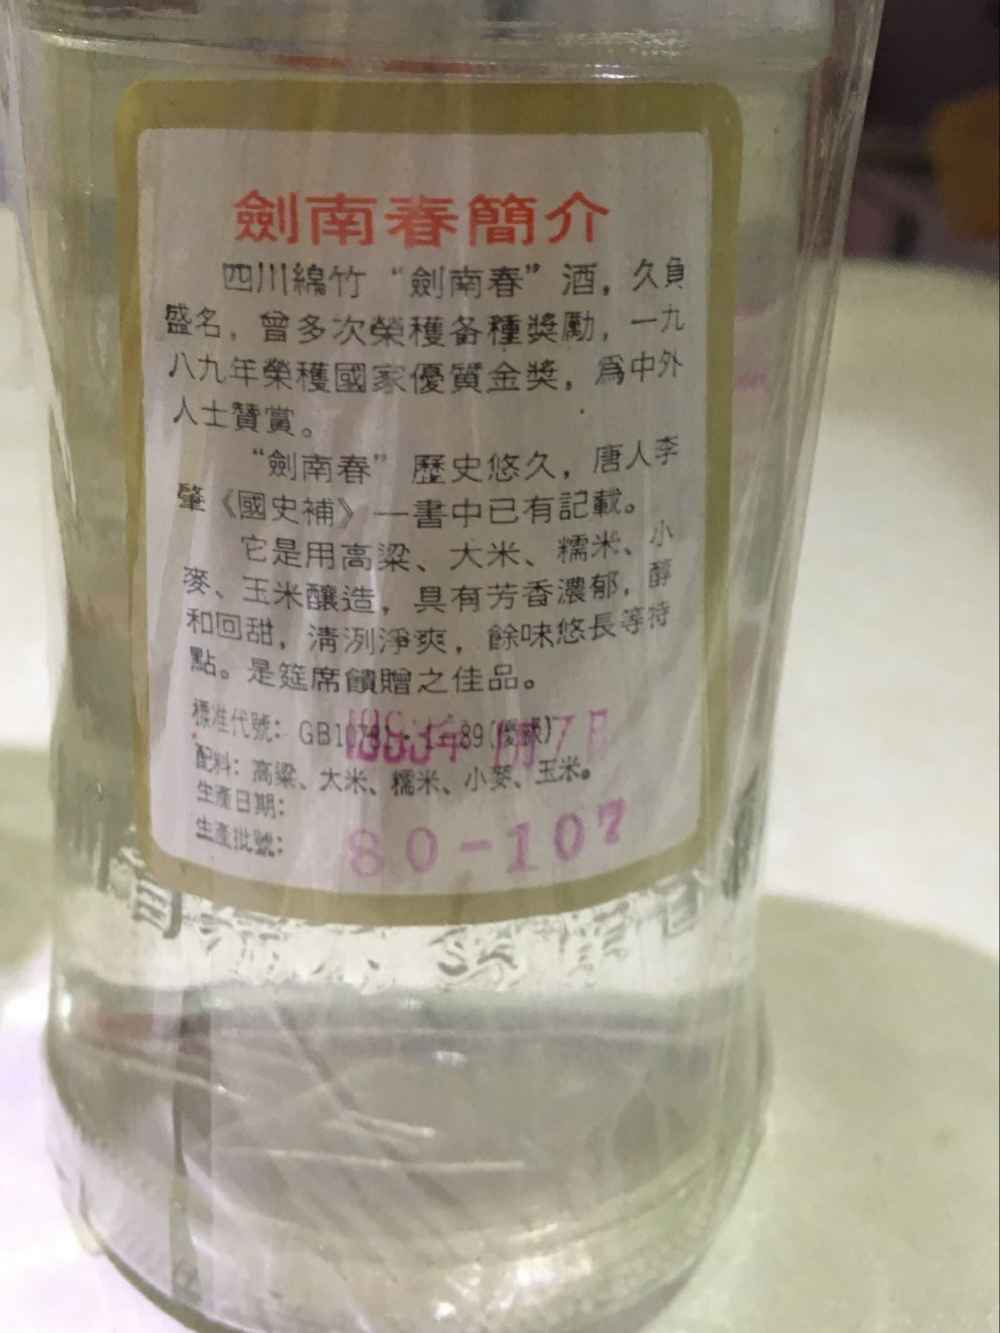 劍南春簡介
四川綿竹“劍南春”酒，久負
盛名，曾多次榮獲各種獎勵，一九
八九年榮獲國家優質金獎，爲中外
人士贊賞。
“劍南春”歷史悠久，唐人李
肇《國史補》一書中已有記載。
它是用高粱、大米、糯米、小
麥、玉米釀造，具有芳香濃郁，醇
和回甜，清洌淨爽，餘味悠長等特
點。是筵席饋贈之佳品。
標准代號：GB10781·1-89(優級)
配料：高粱、大米、糯米、小麥、玉米。
生產日期：
生產批號：
80-107